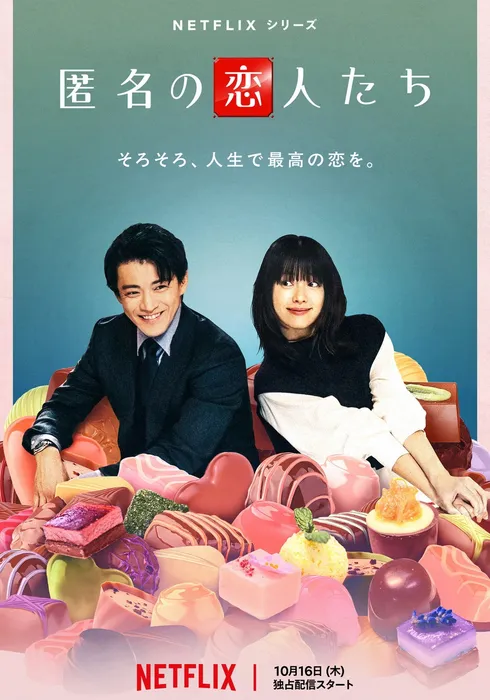 NETFLIX シリーズ
匿名の恋人たち
そろそろ、人生で最高の恋を。
NETFLIX
10月16日 (木)
独占配信スタート